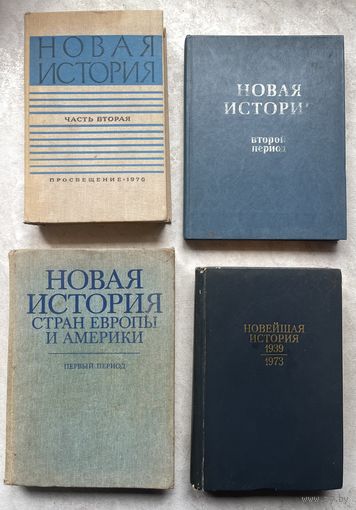 НОВАЯ
ИСТОРИЯ
ЧАСТЬ ВТОРАЯ
ПРОСВЕЩЕНИЕ • 1976
НОВАЯ
ИСТОРИ
ВТОРОЙ
ПЕРИОД
НОВАЯ
ИСТОРИЯ
СТРАН ЕВРОПЫ
И АМЕРИКИ
ПЕРВЫЙ ПЕРИОД
НОВЕЙШАЯ
ИСТОРИЯ
1939
1973